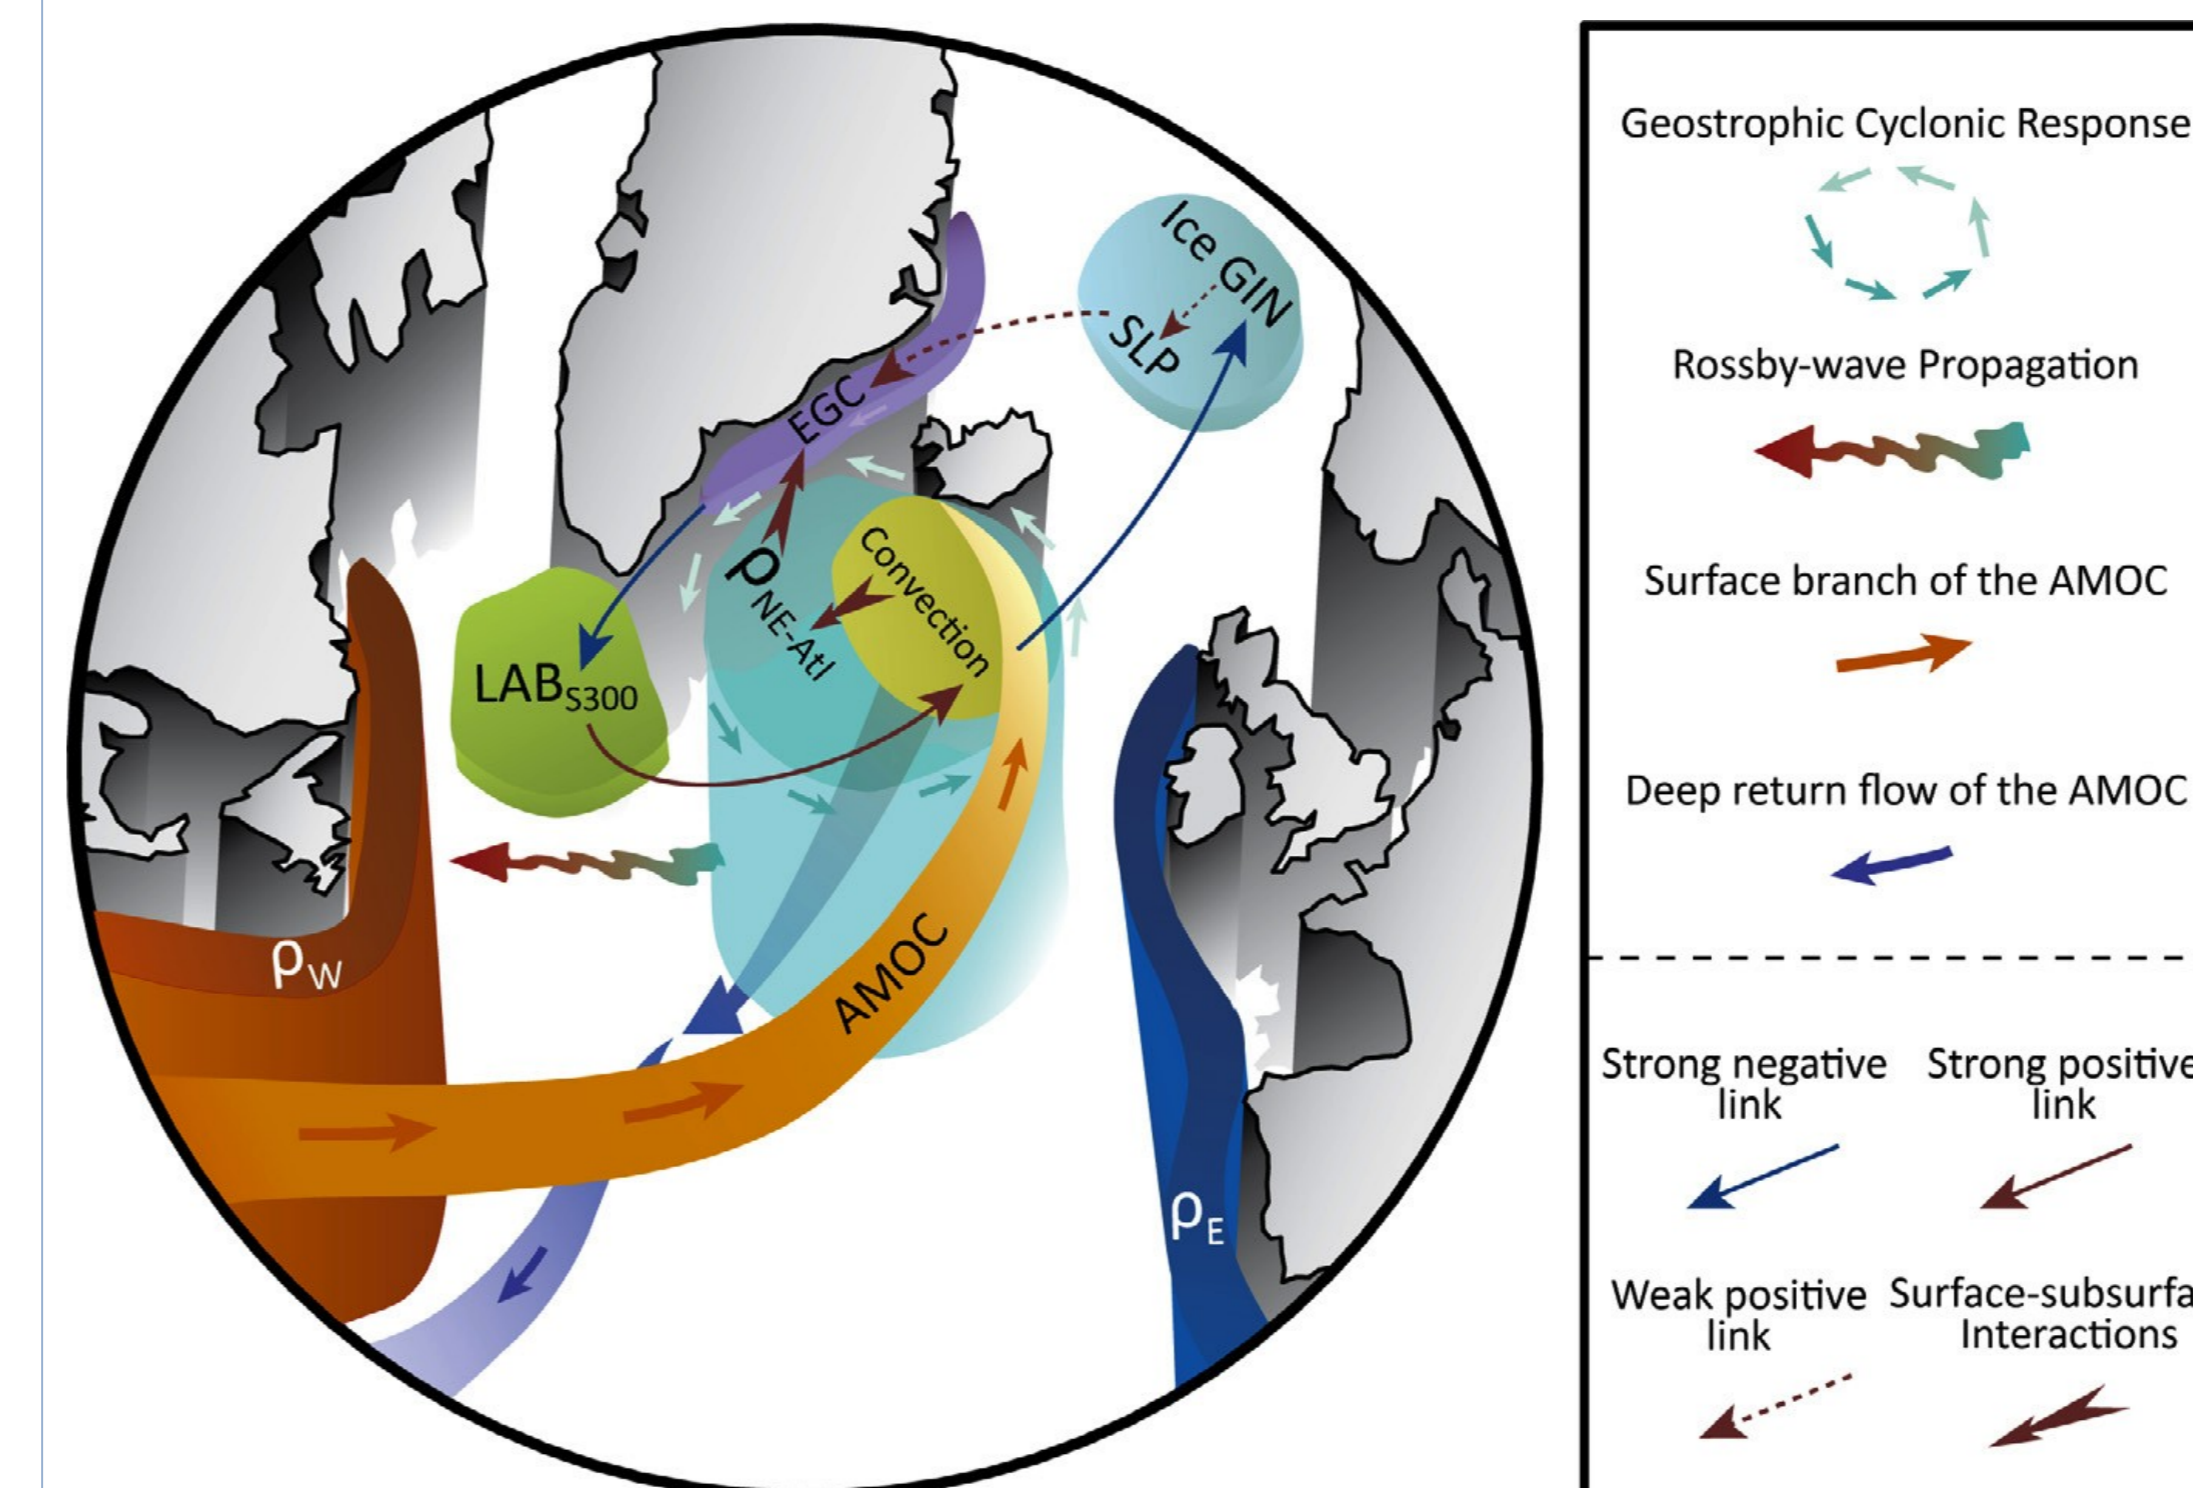 Ice GIN
SLP
EGC
ρNE-Atl
Convection
LABS300
AMOC
ρW
ρE
Geostrophic Cyclonic Response
Rossby-wave Propagation
Surface branch of the AMOC
Deep return flow of the AMOC
Strong negative
link
Strong positive
link
Weak positive
link
Surface-subsurfa
Interactions